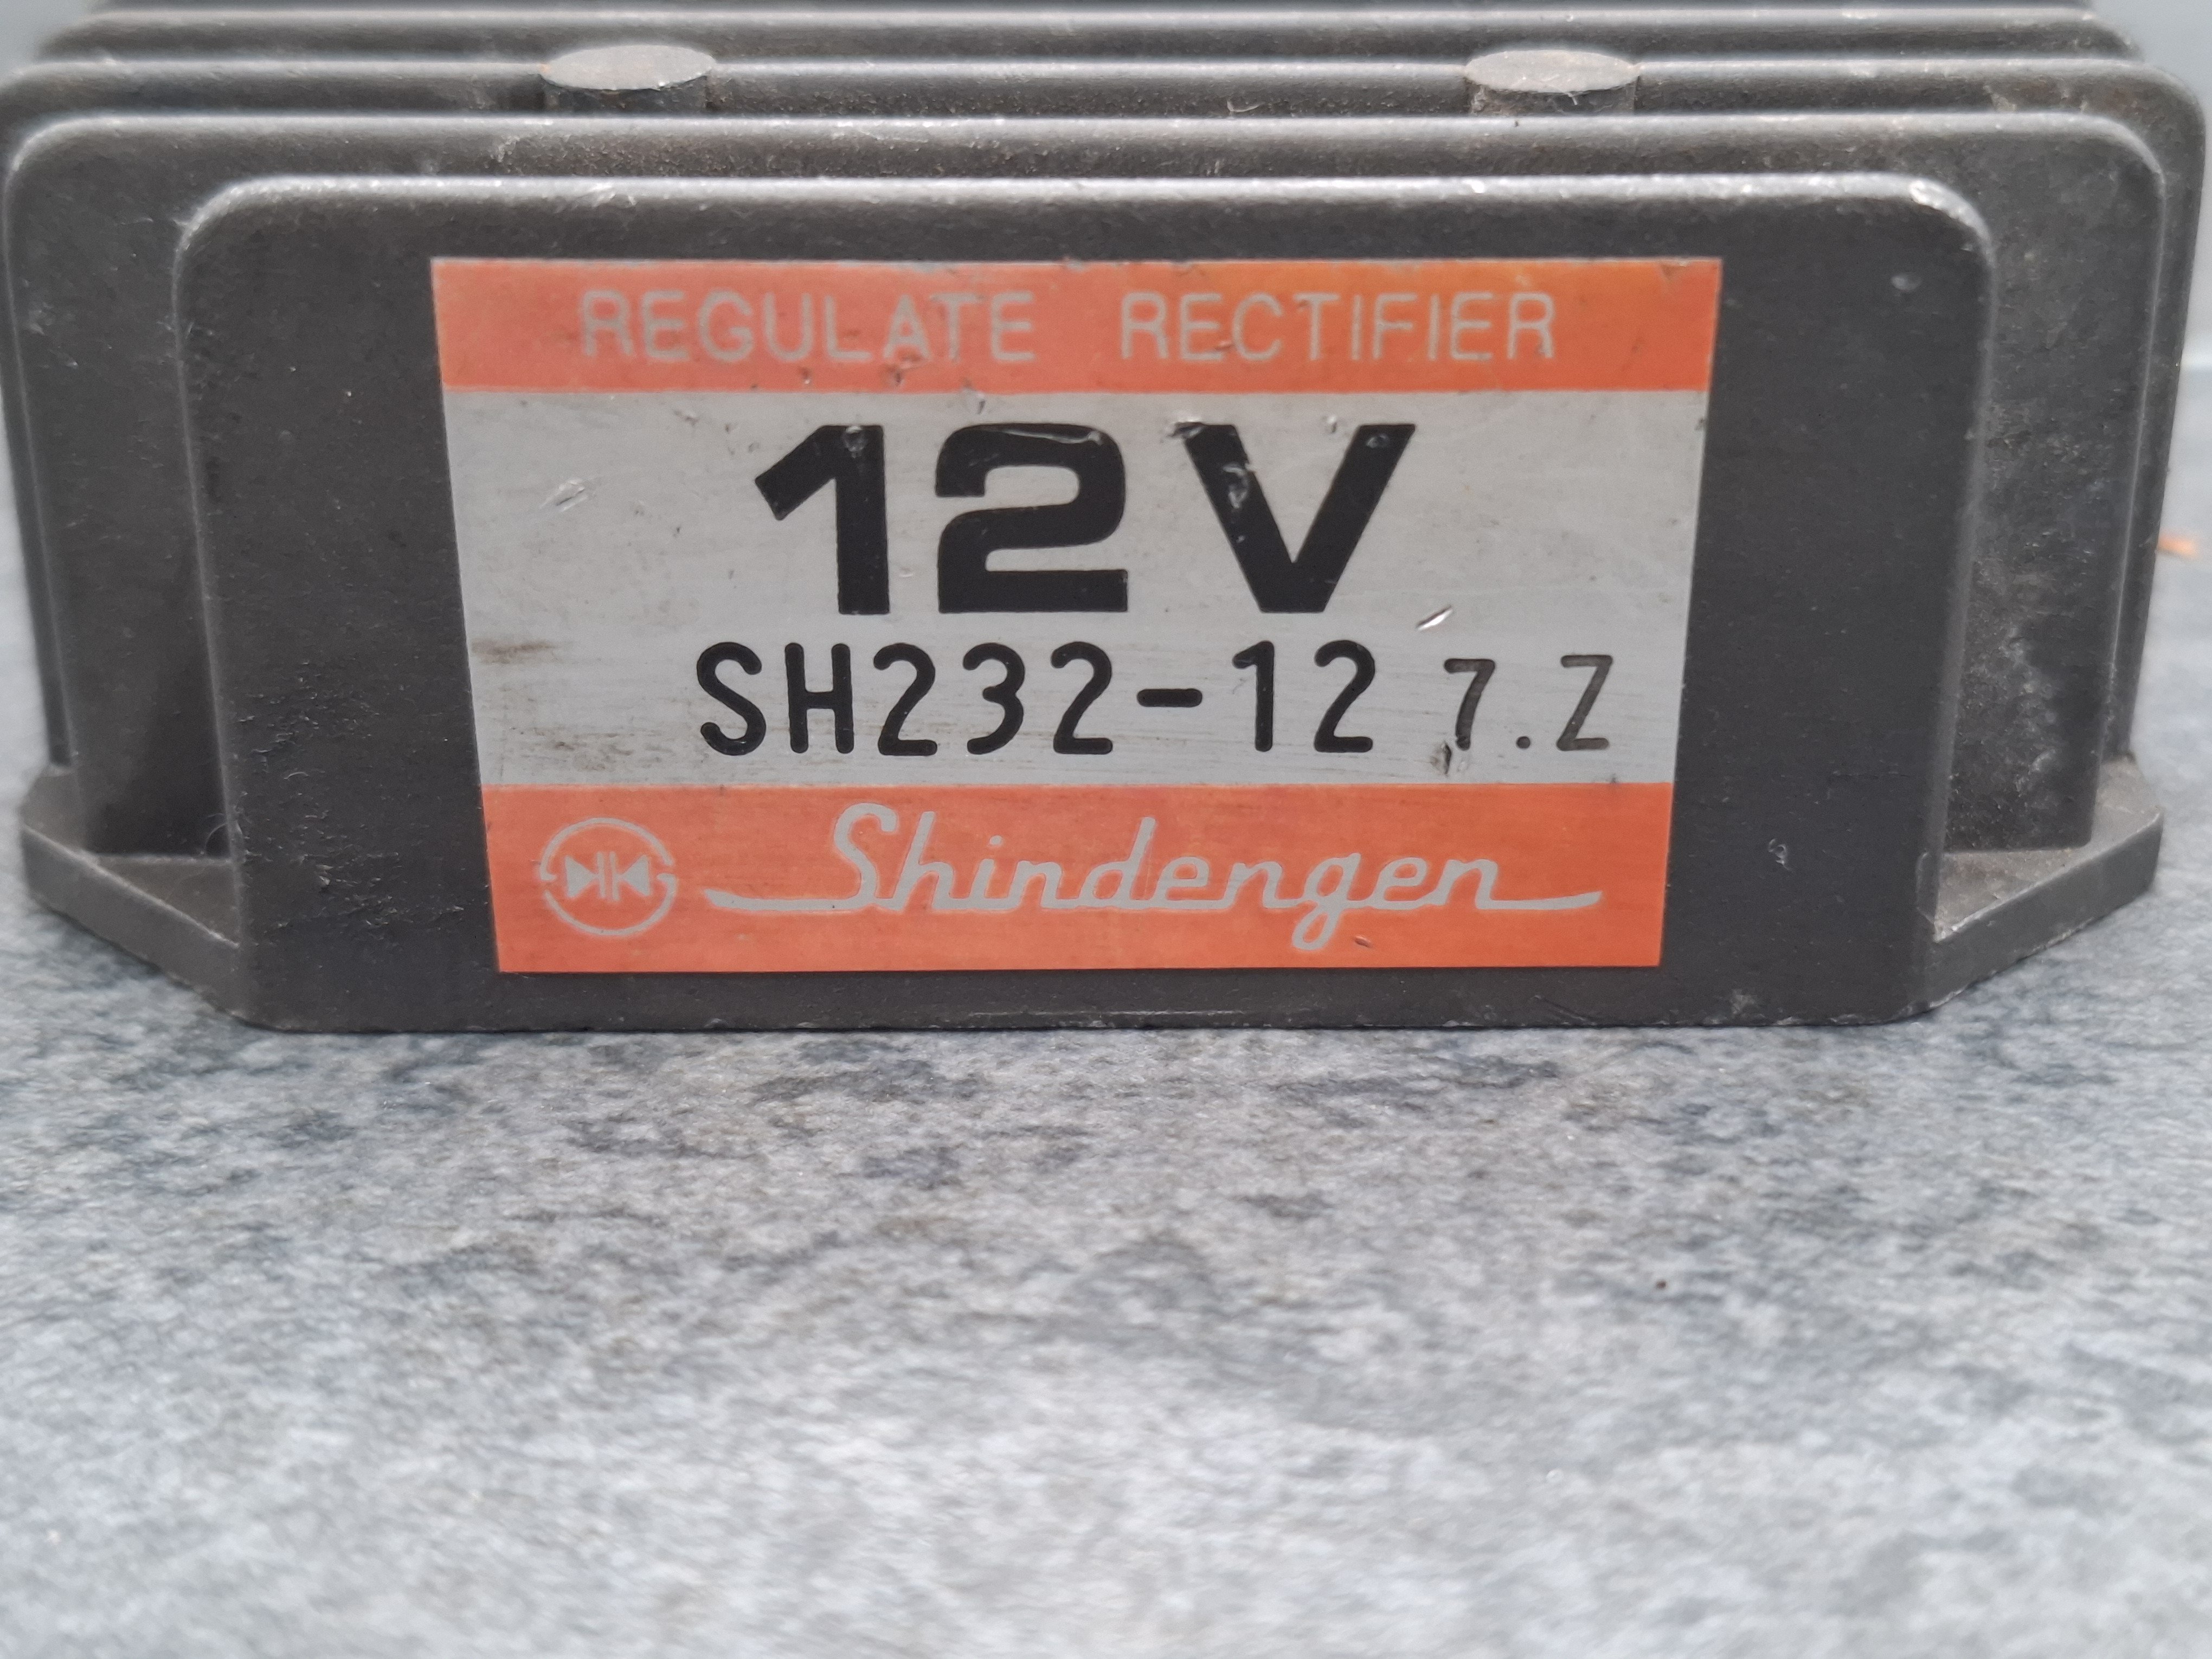 REGULATE RECTIFIER
12V
SH232-12 7.Z
Shindengen